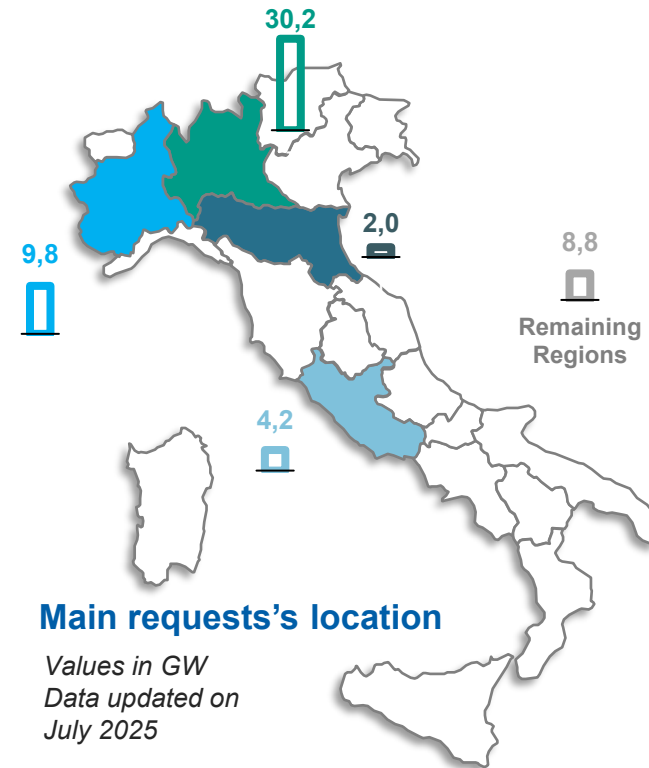 30,2
2,0
9,8
8,8
Remaining
Regions
4,2
Main requests's location
Values in GW
Data updated on
July 2025